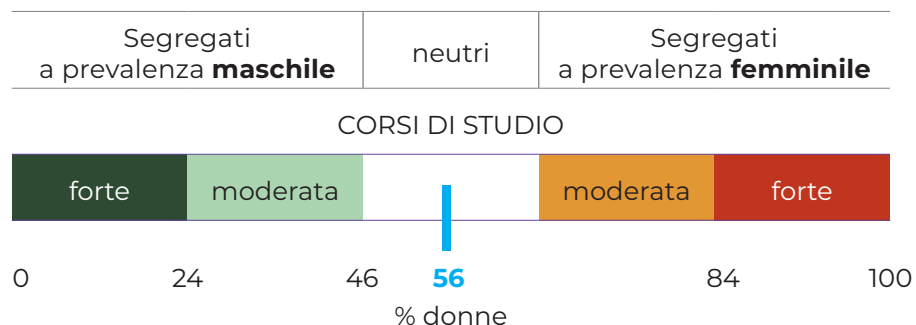 Segregati
a prevalenza maschile
neutri
Segregati
a prevalenza femminile
CORSI DI STUDIO
forte
moderata
moderata
forte
0
24
46
56
84
100
% donne